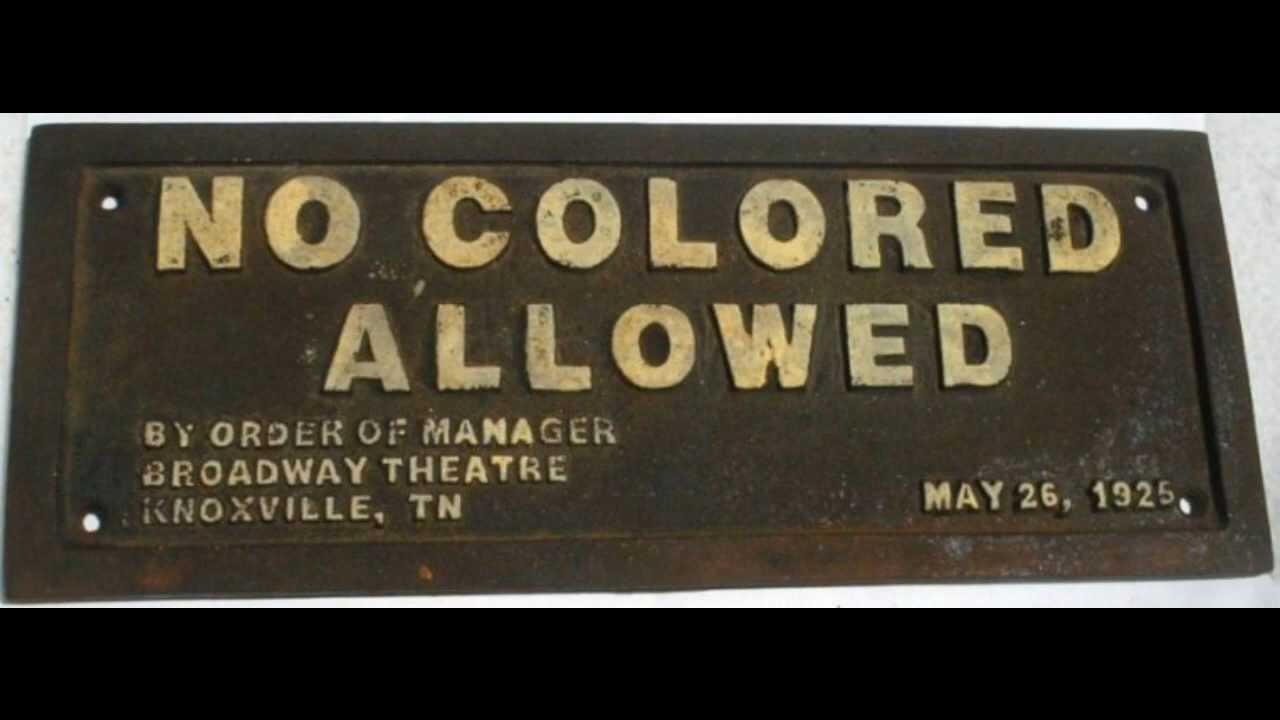 NO COLORED
ALLOWED
BY ORDER OF MANAGER
BROADWAY THEATRE
KNOXVILLE, TN
MAY 26, 1925